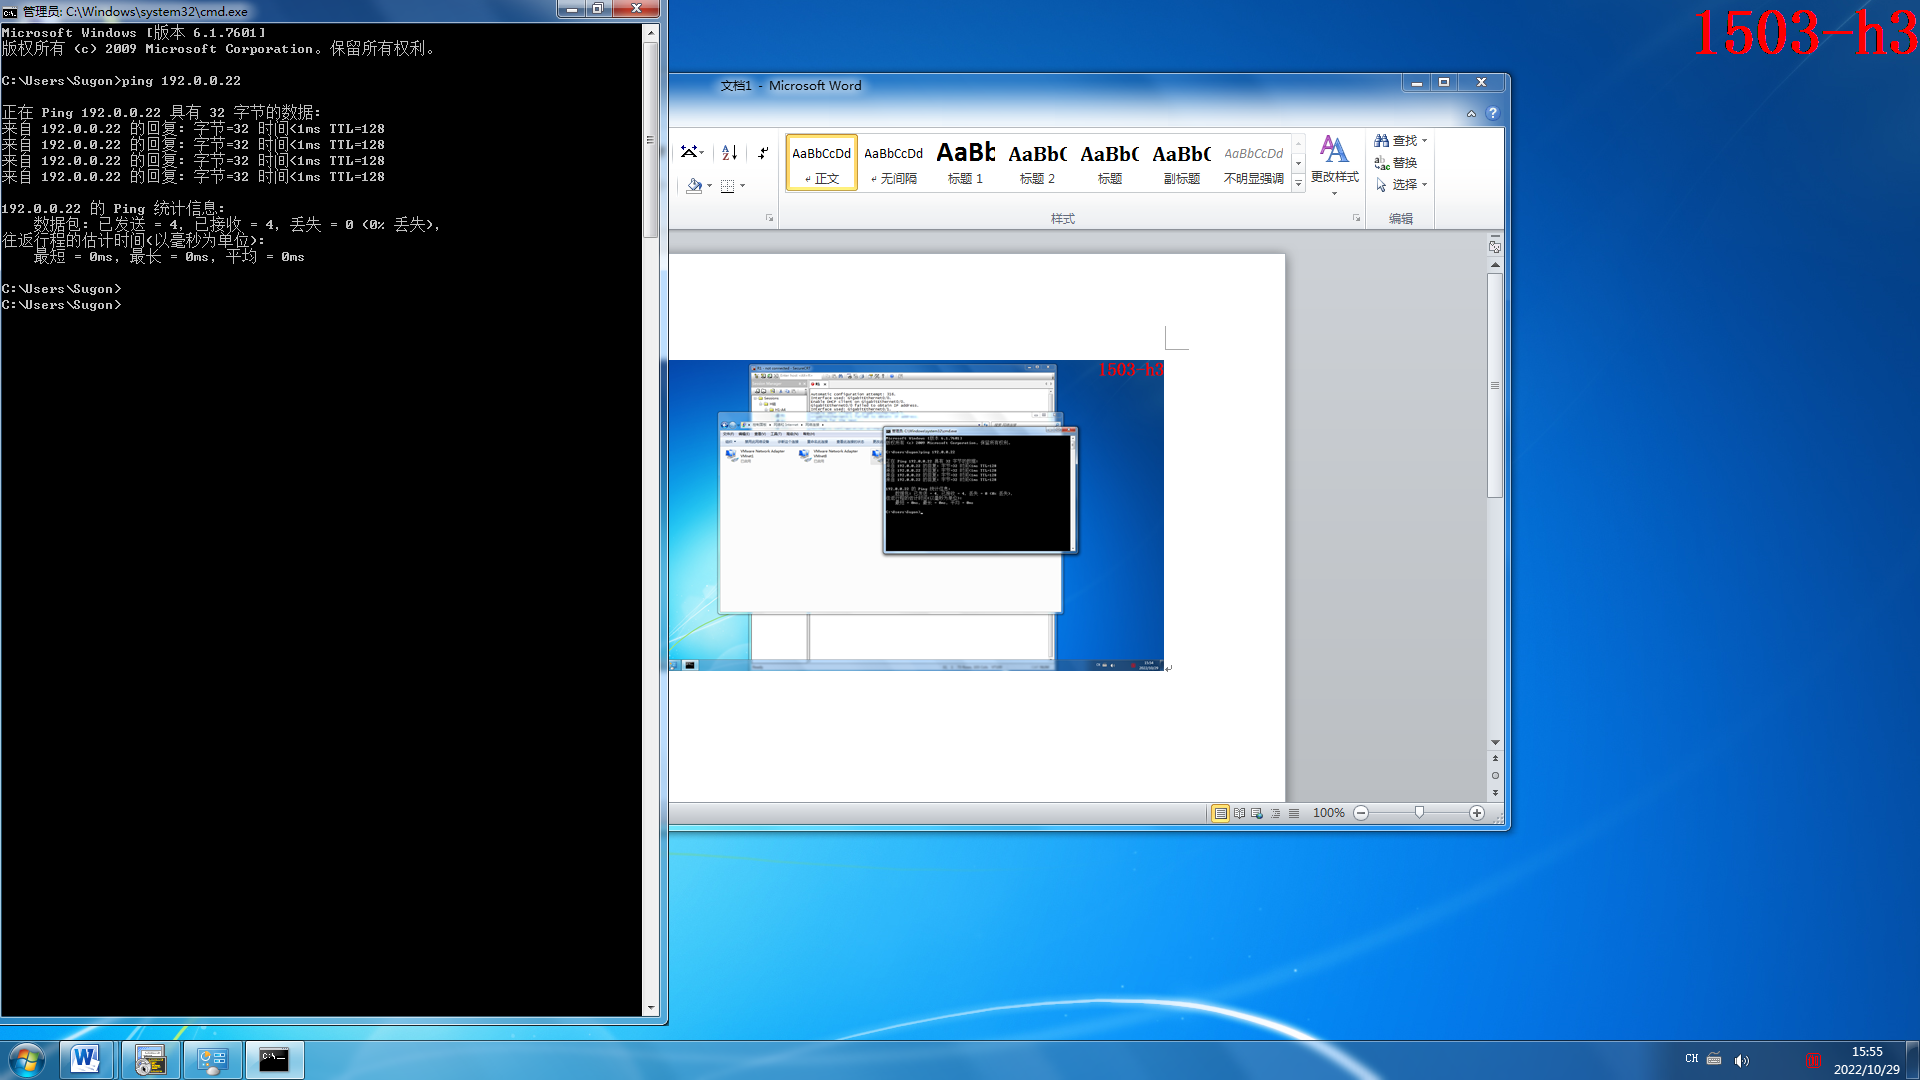 管理员: C:\Windows\system32\cmd.exe
Microsoft Windows [版本 6.1.7601]
版权所有 (c) 2009 Microsoft Corporation。保留所有权利。
C:\Users\Sugon>ping 192.0.0.22
正在 Ping 192.0.0.22 具有 32 字节的数据:
来自 192.0.0.22 的回复: 字节=32 时间<1ms TTL=128
来自 192.0.0.22 的回复: 字节=32 时间<1ms TTL=128
来自 192.0.0.22 的回复: 字节=32 时间<1ms TTL=128
来自 192.0.0.22 的回复: 字节=32 时间<1ms TTL=128
192.0.0.22 的 Ping 统计信息:
数据包: 已发送 = 4, 已接收 = 4, 丢失 = 0 (0% 丢失),
往返行程的估计时间(以毫秒为单位):
最短 = 0ms, 最长 = 0ms, 平均 = 0ms
C:\Users\Sugon>
C:\Users\Sugon>
1503-h3
文档1 - Microsoft Word
AaBbCcDd AaBbCcDd AaBb AaBbC AaBbC AaBbC AaBbCcDd
正文 无间隔 标题 1 标题 2 标题 副标题 不明显强调
更改样式
查找
替换
选择
样式
编辑
1503-h3
VMware Network Adapter
VMware Network Adapter
100%
CH
15:55
2022/10/29